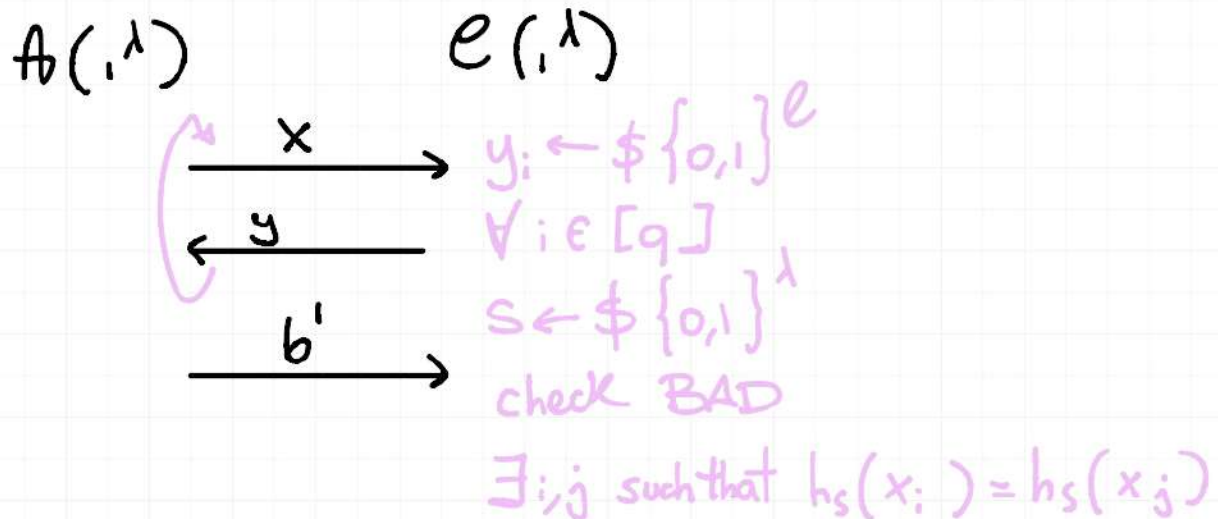 A(1^λ) C(1^λ)
x y_i ← $ {0,1}^ℓ
y ∀ i ∈ [q]
s ← $ {0,1}^λ
b'
check BAD
∃ i,j such that h_s(x_i) = h_s(x_j)